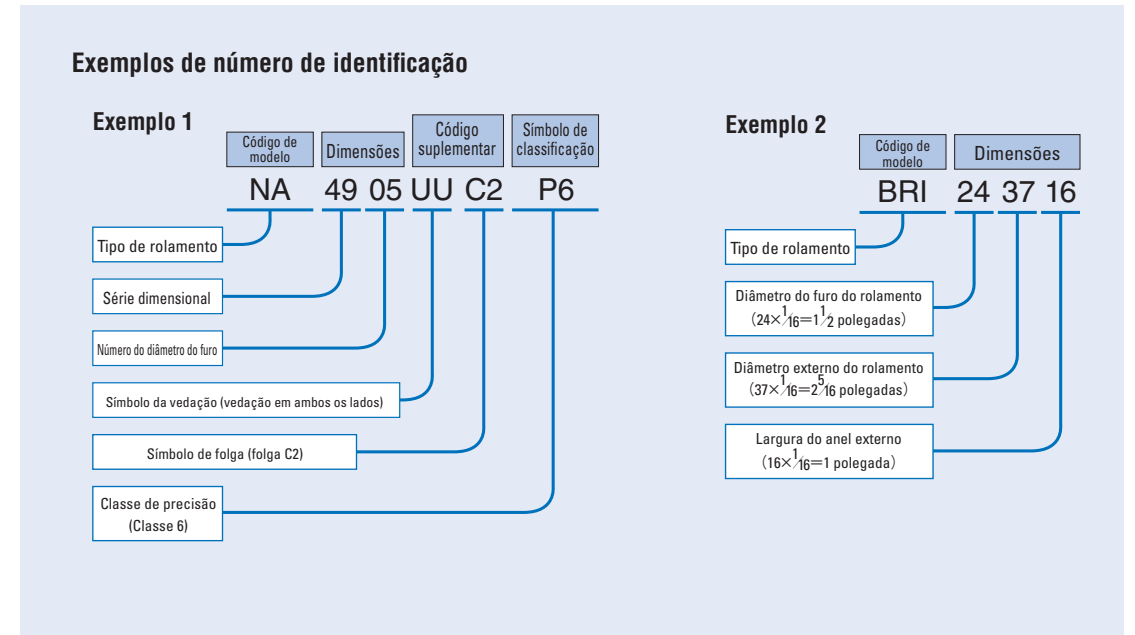 Exemplos de número de identificação
Exemplo 1
Código de
modelo
Dimensões
Código
suplementar
Símbolo de
classificação
NA 49 05 UU C2 P6
Tipo de rolamento
Série dimensional
Número do diâmetro do furo
Símbolo da vedação (vedação em ambos os lados)
Símbolo de folga (folga C2)
Classe de precisão
(Classe 6)
Exemplo 2
Código de
modelo
Dimensões
BRI 24 37 16
Tipo de rolamento
Diâmetro do furo do rolamento
(24×1/16=1 1/2 polegadas)
Diâmetro externo do rolamento
(37×1/16=2 5/16 polegadas)
Largura do anel externo
(16×1/16=1 polegada)